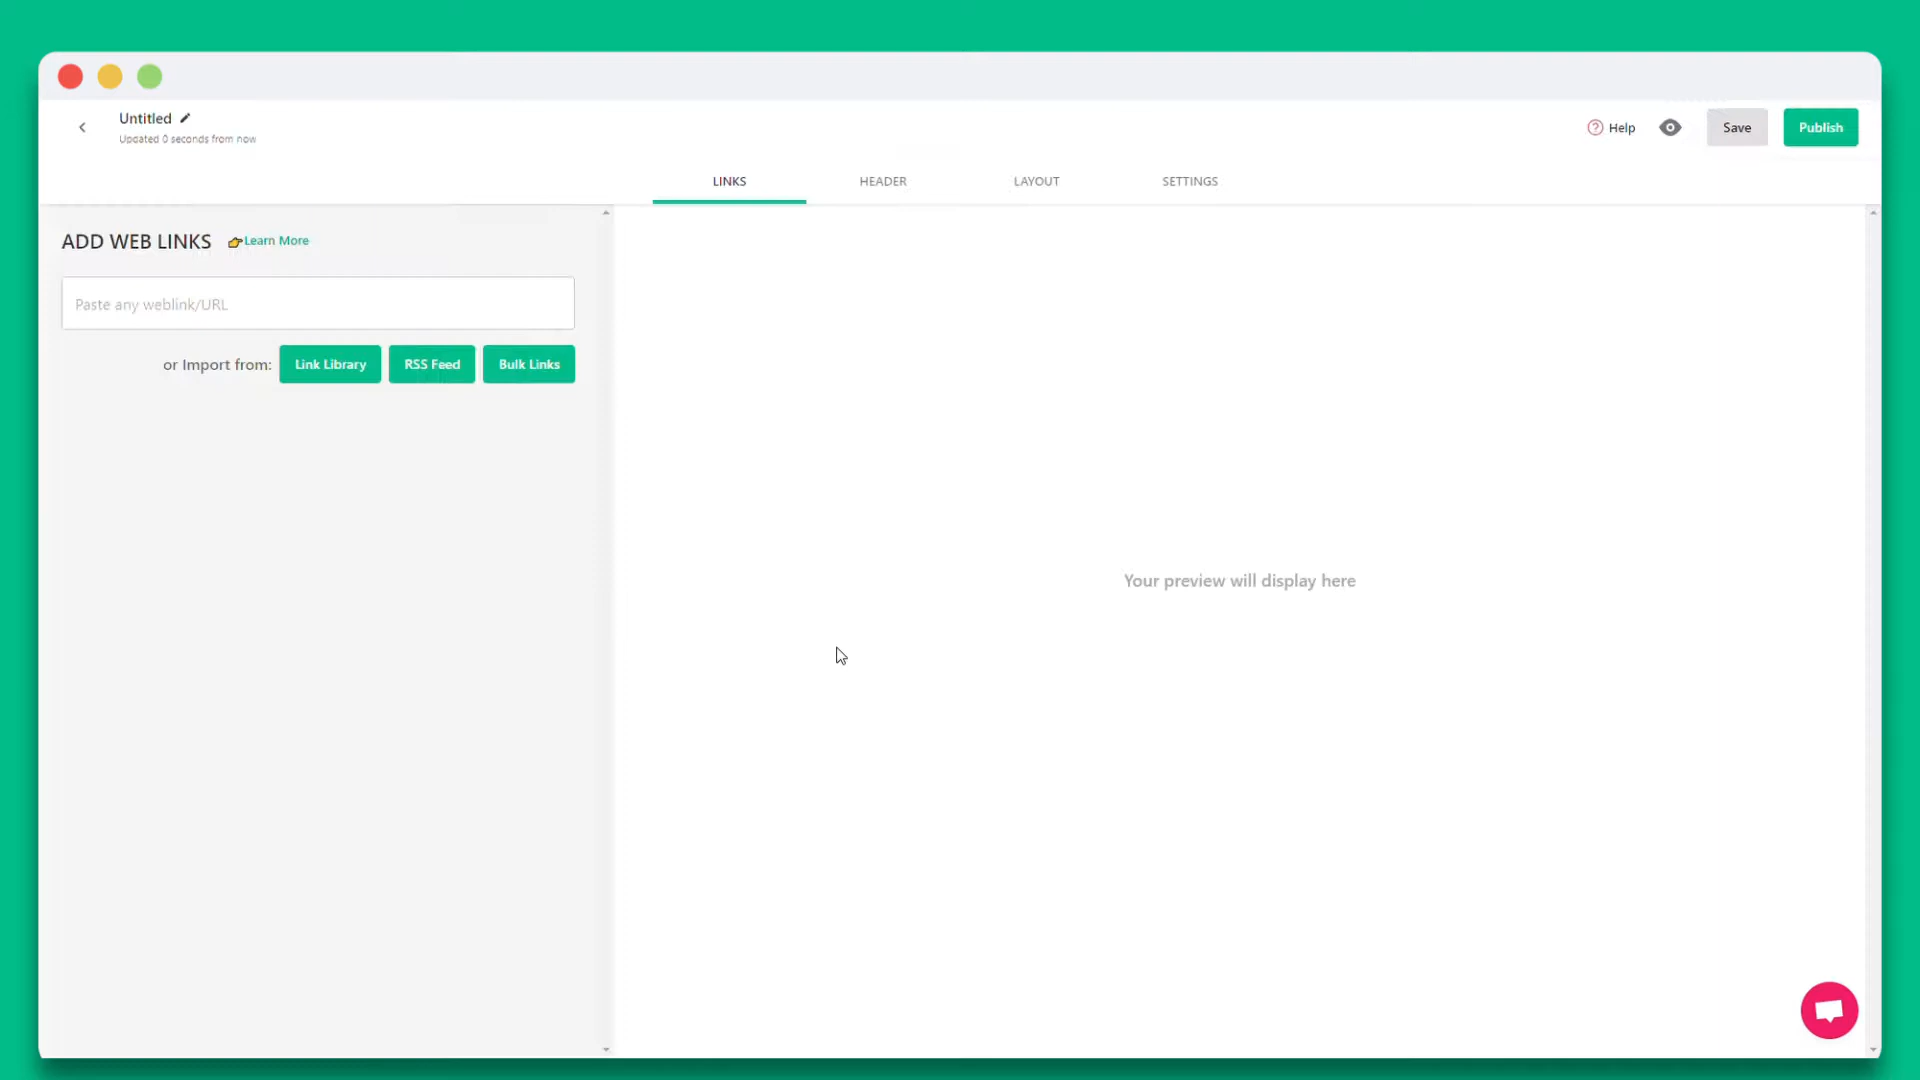 Untitled
Updated 0 seconds from now
Help
Save
Publish
LINKS
HEADER
LAYOUT
SETTINGS
ADD WEB LINKS
Learn More
Paste any weblink/URL
or Import from:
Link Library
RSS Feed
Bulk Links
Your preview will display here